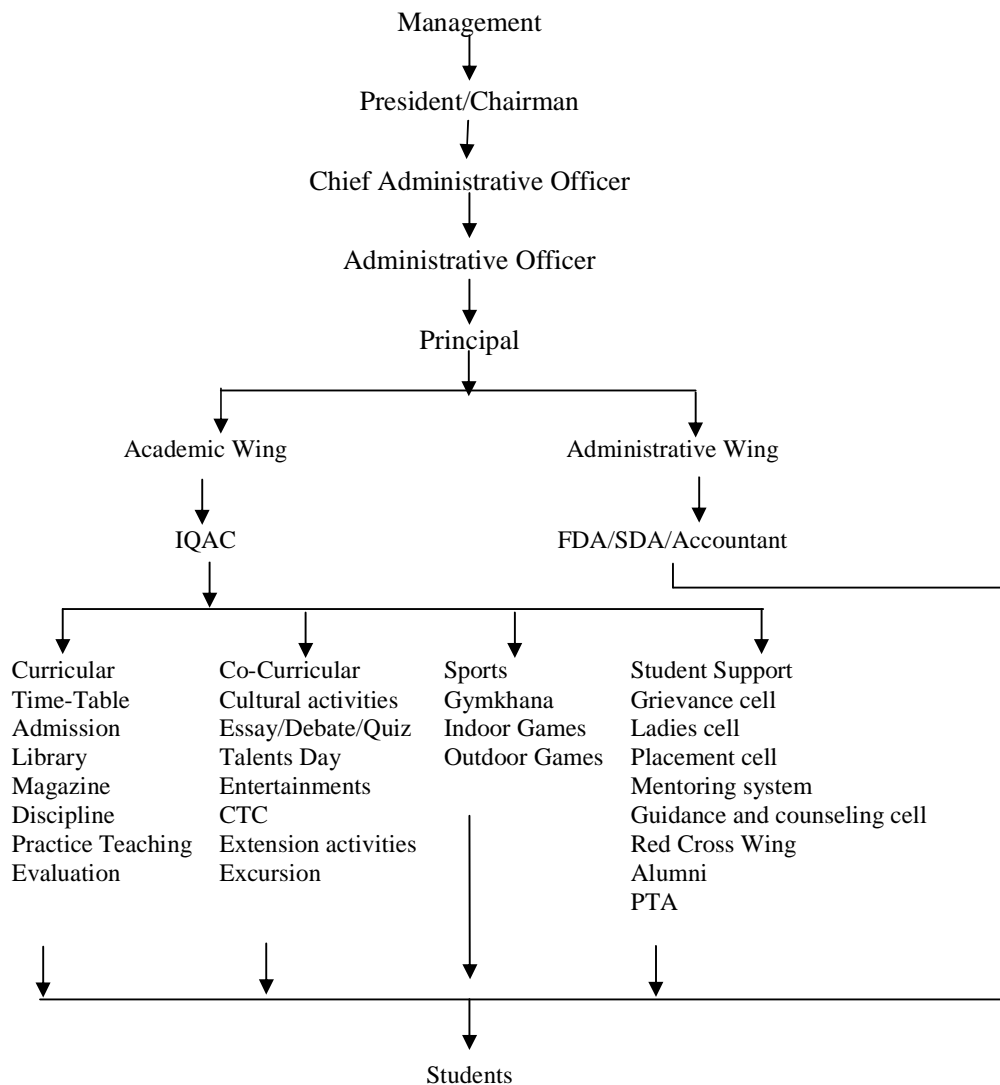 Management
President/Chairman
Chief Administrative Officer
Administrative Officer
Principal
Academic Wing
Administrative Wing
IQAC
FDA/SDA/Accountant
Curricular
Time-Table
Admission
Library
Magazine
Discipline
Practice Teaching
Evaluation
Co-Curricular
Cultural activities
Essay/Debate/Quiz
Talents Day
Entertainments
CTC
Extension activities
Excursion
Sports
Gymkhana
Indoor Games
Outdoor Games
Student Support
Grievance cell
Ladies cell
Placement cell
Mentoring system
Guidance and counseling cell
Red Cross Wing
Alumni
PTA
Students